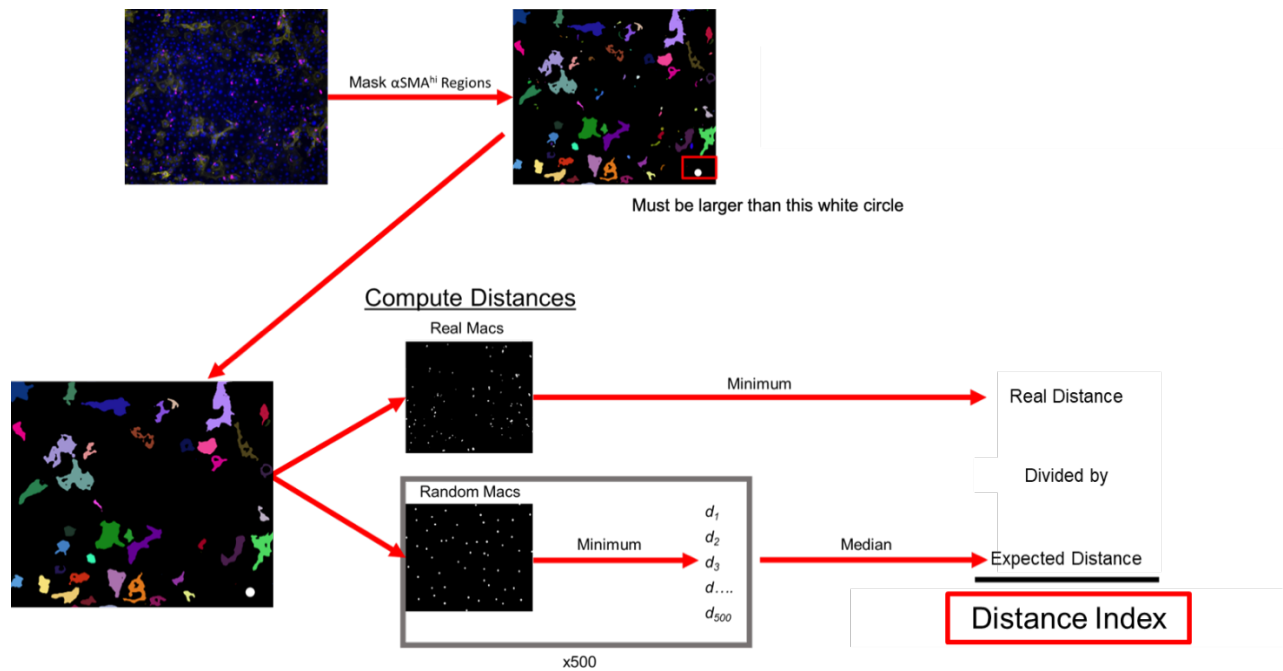 Mask αSMAhi Regions
Must be larger than this white circle
Compute Distances
Real Macs
Minimum
Real Distance
Divided by
Random Macs
Minimum
d1
d2
d3
d….
d500
Median
Expected Distance
Distance Index
x500